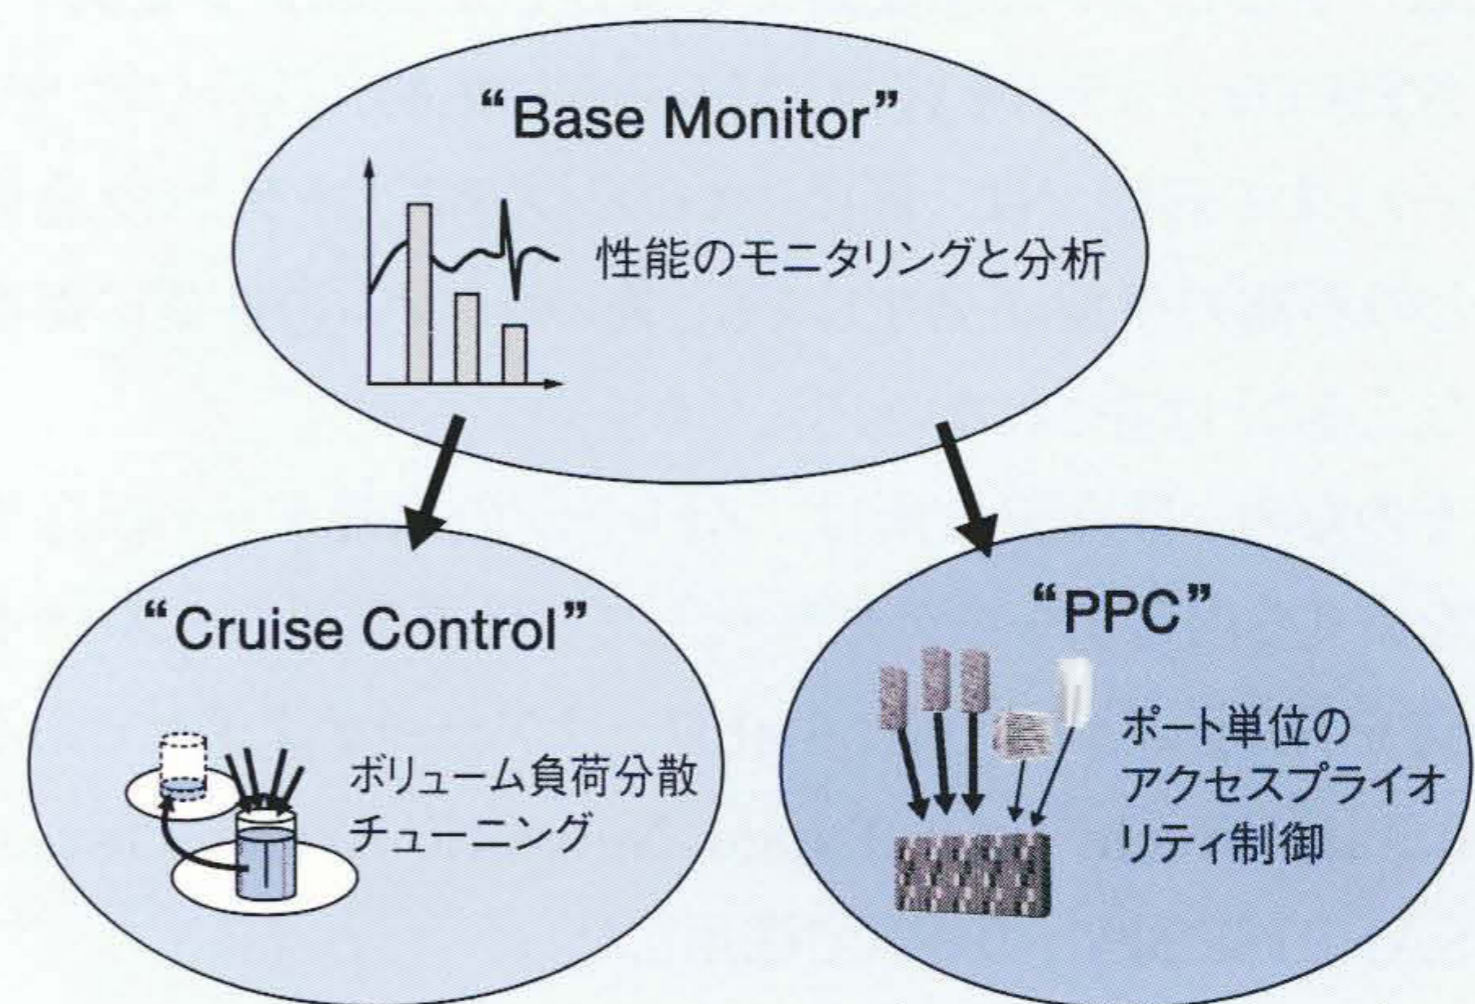 “Base Monitor”
性能のモニタリングと分析
“Cruise Control”
ボリューム負荷分散
チューニング
“PPC”
ポート単位の
アクセスプライオ
リティ制御